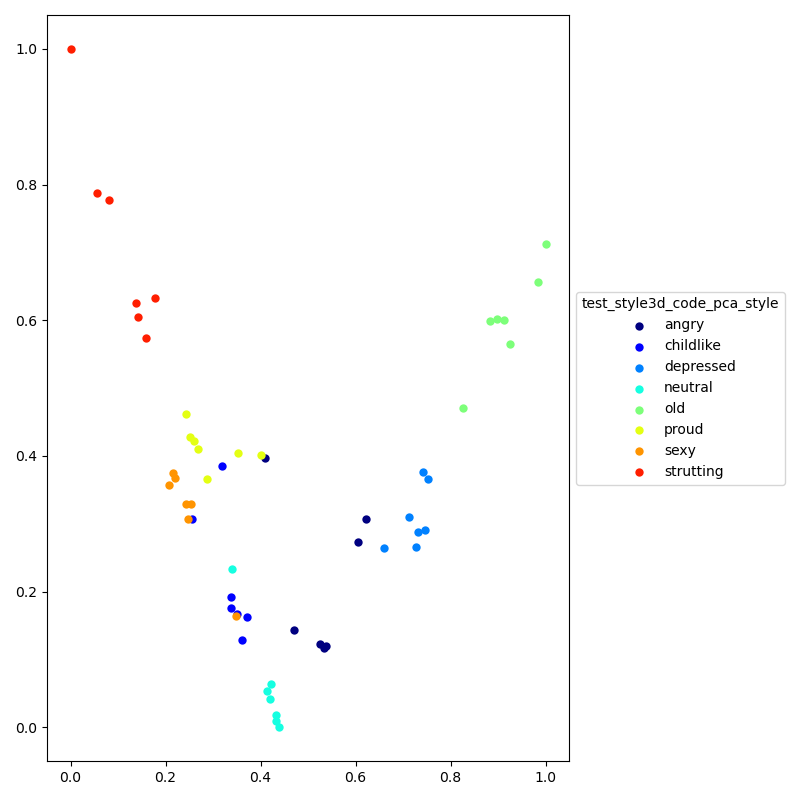 1.0
0.8
0.6
0.4
0.2
0.0
0.0 0.2 0.4 0.6 0.8 1.0
test_style3d_code_pca_style
angry
childlike
depressed
neutral
old
proud
sexy
strutting